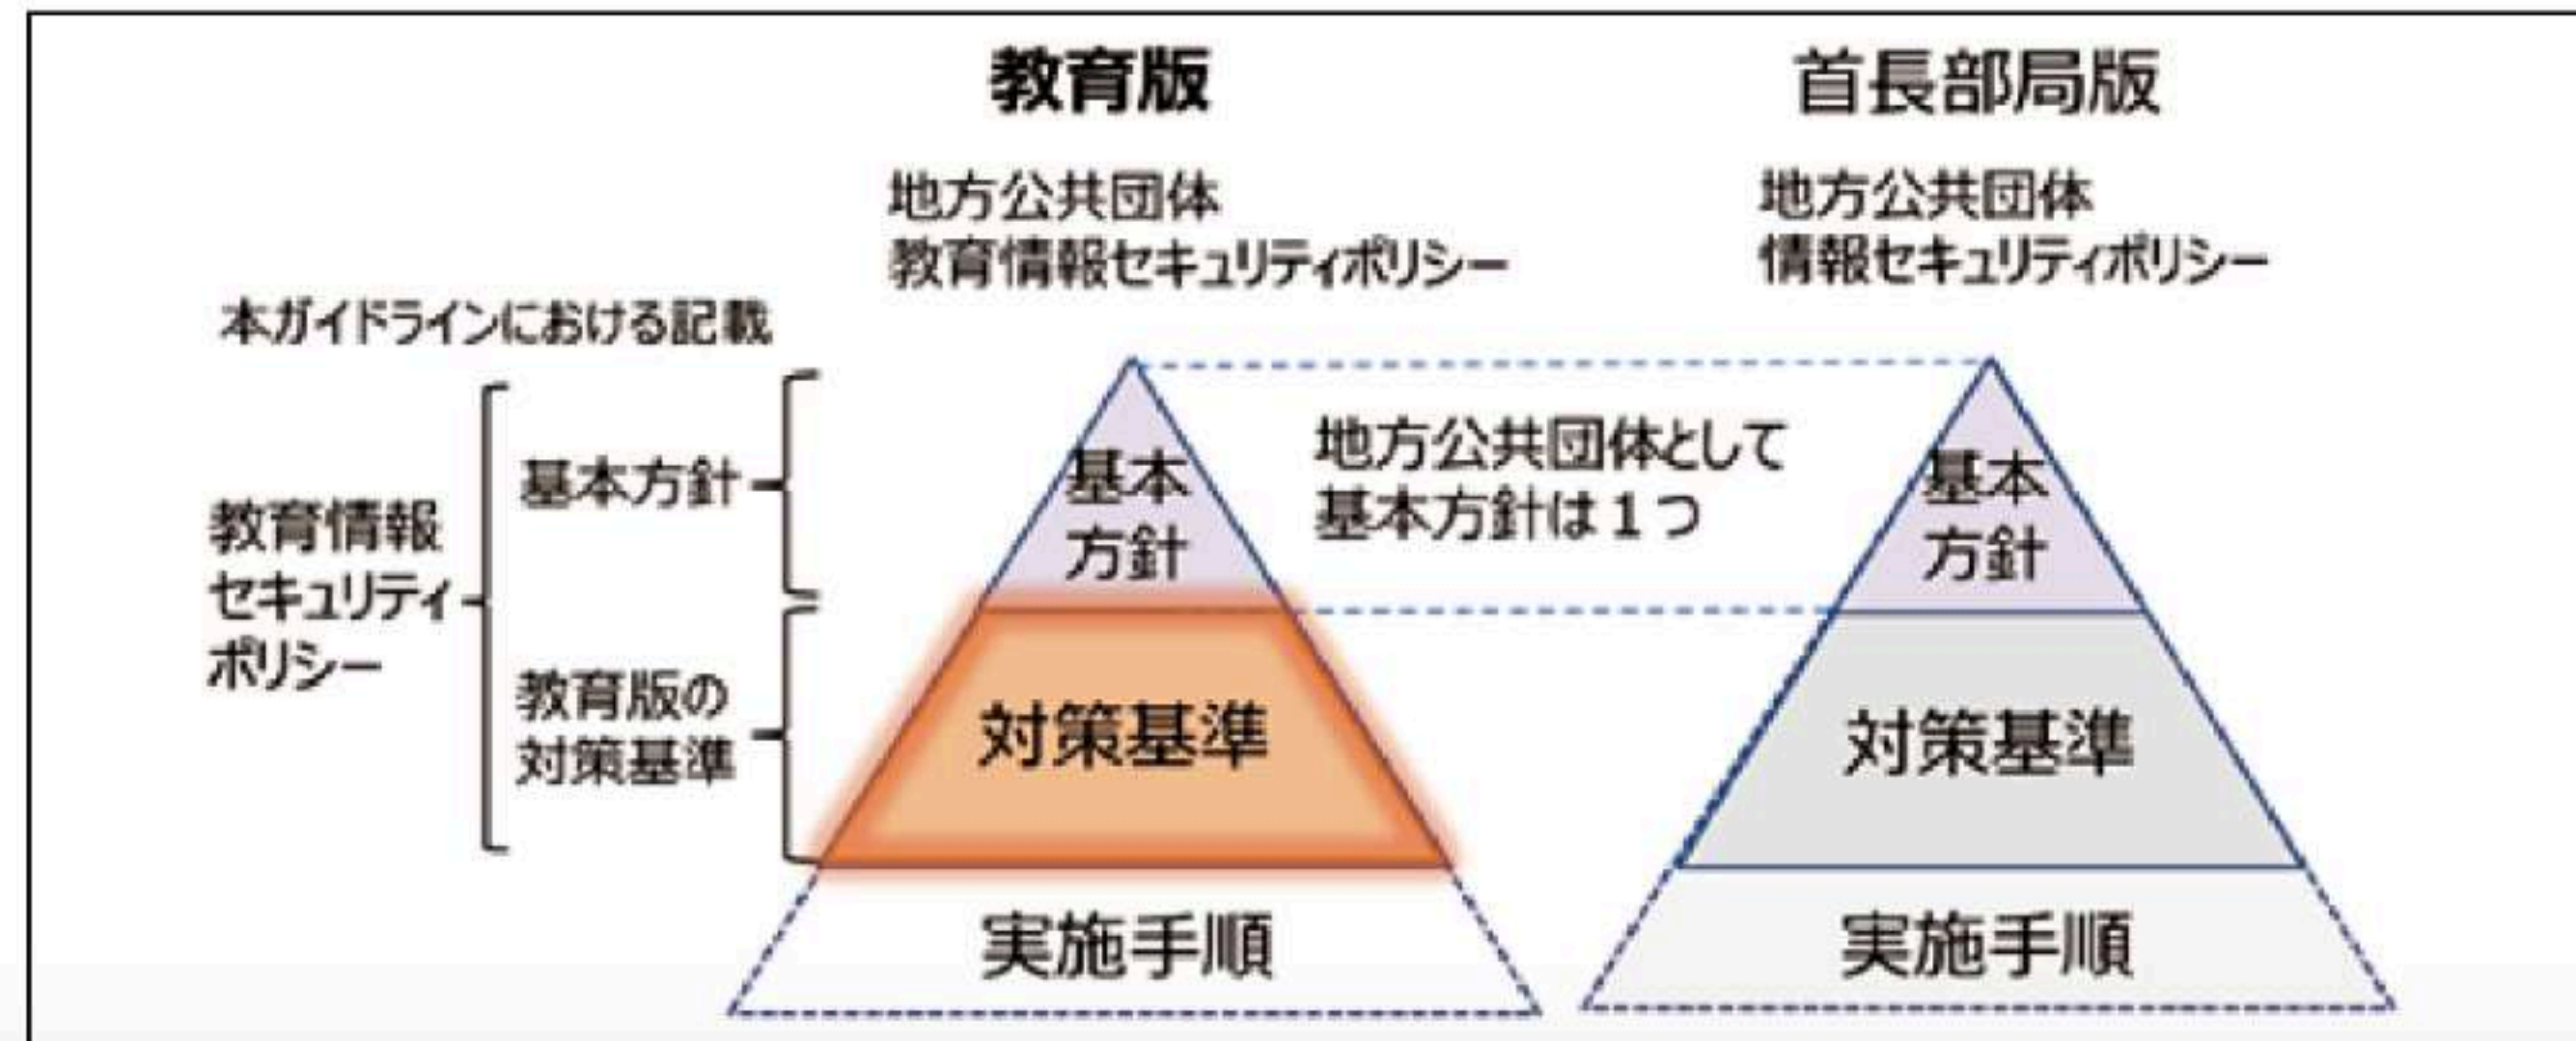 教育版
首長部局版
地方公共団体
教育情報セキュリティポリシー
地方公共団体
情報セキュリティポリシー
本ガイドラインにおける記載
教育情報
セキュリティ
ポリシー
基本方針
教育版の
対策基準
基本
方針
対策基準
実施手順
地方公共団体として
基本方針は1つ
基本
方針
対策基準
実施手順